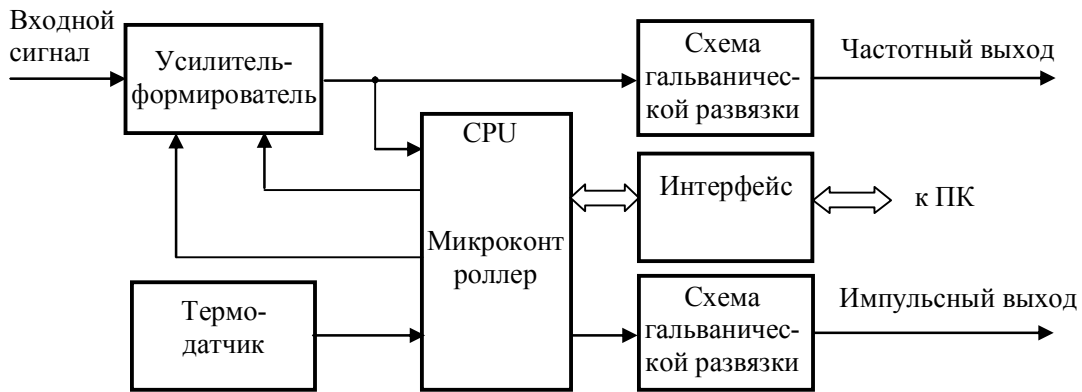 Входной
сигнал
Усилитель-
формирователь
Схема
гальваничес-
кой развязки
Частотный выход
CPU
Микроконт
роллер
Интерфейс
к ПК
Термо-
датчик
Схема
гальваничес-
кой развязки
Импульсный выход